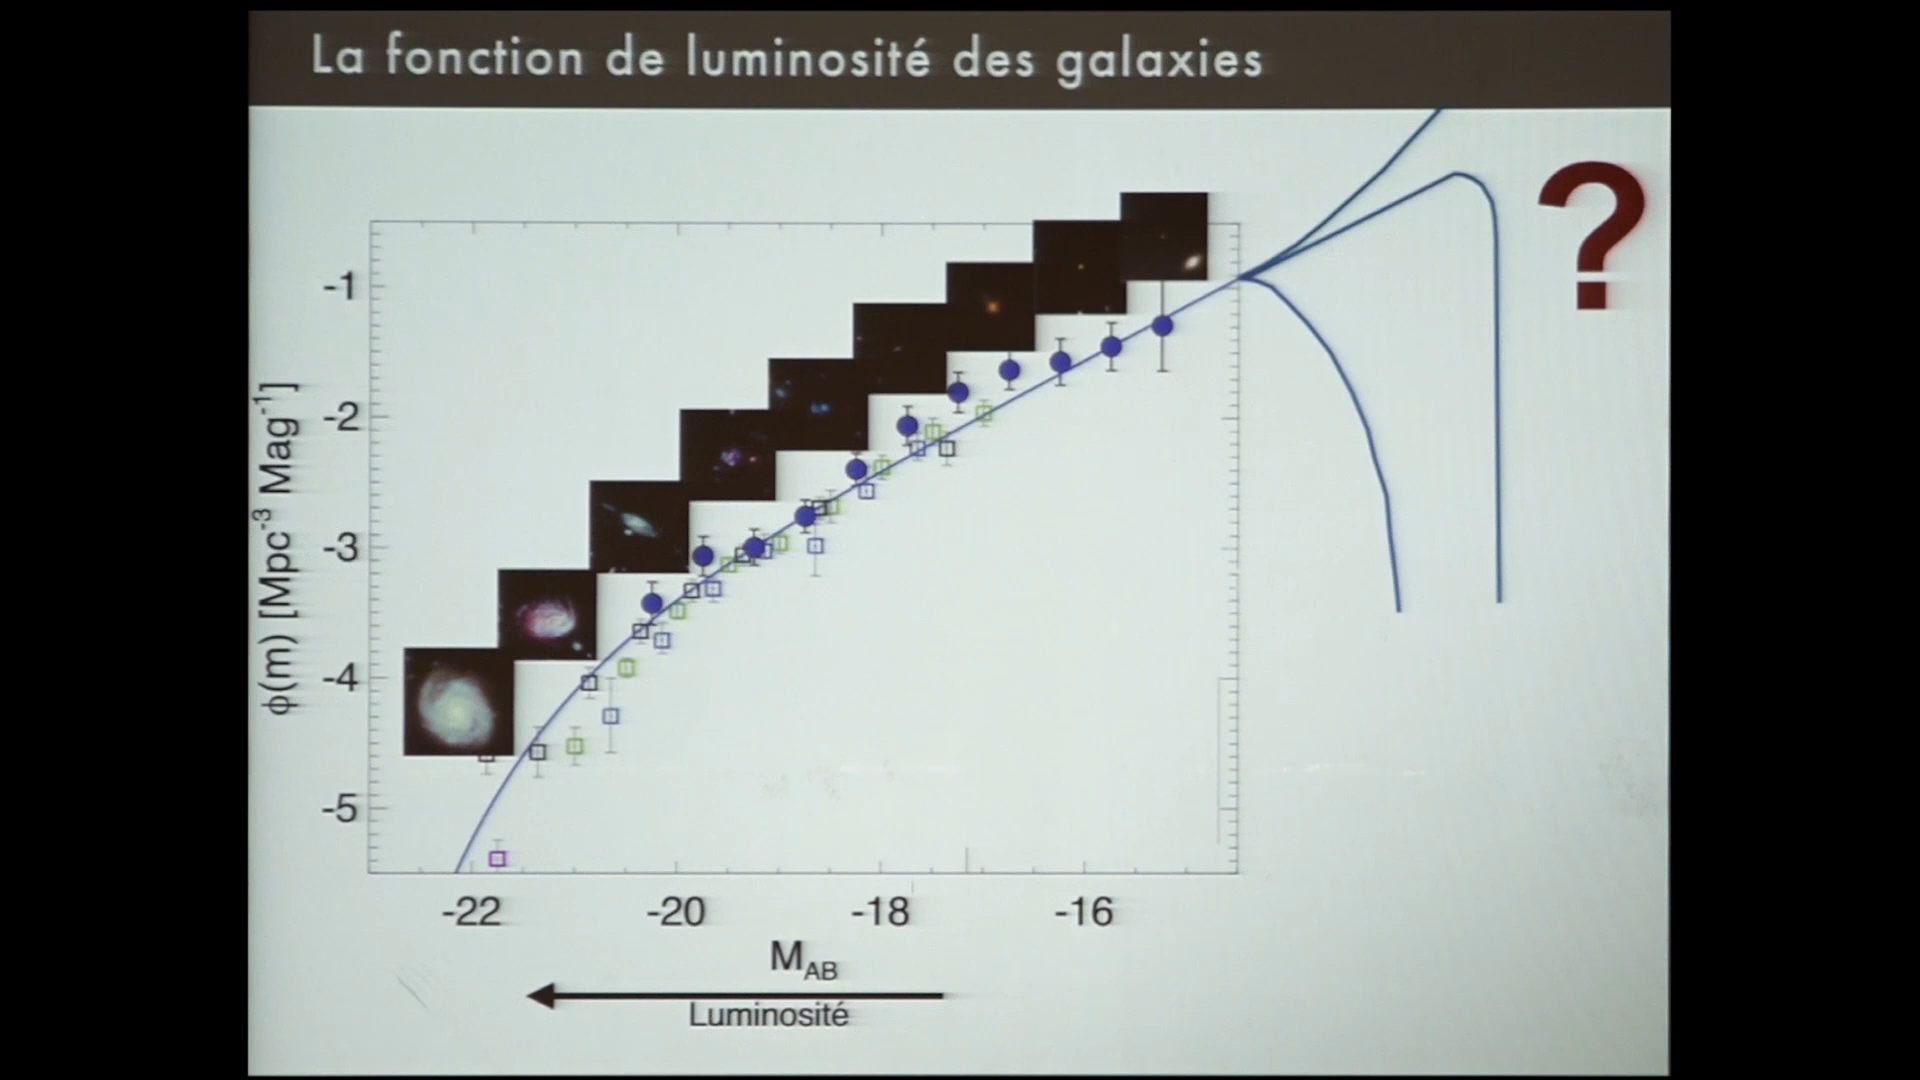 La fonction de luminosité des galaxies
?
-1
-2
-3
-4
-5
ϕ(m) [Mpc⁻³ Mag⁻¹]
-22 -20 -18 -16
M_AB
Luminosité